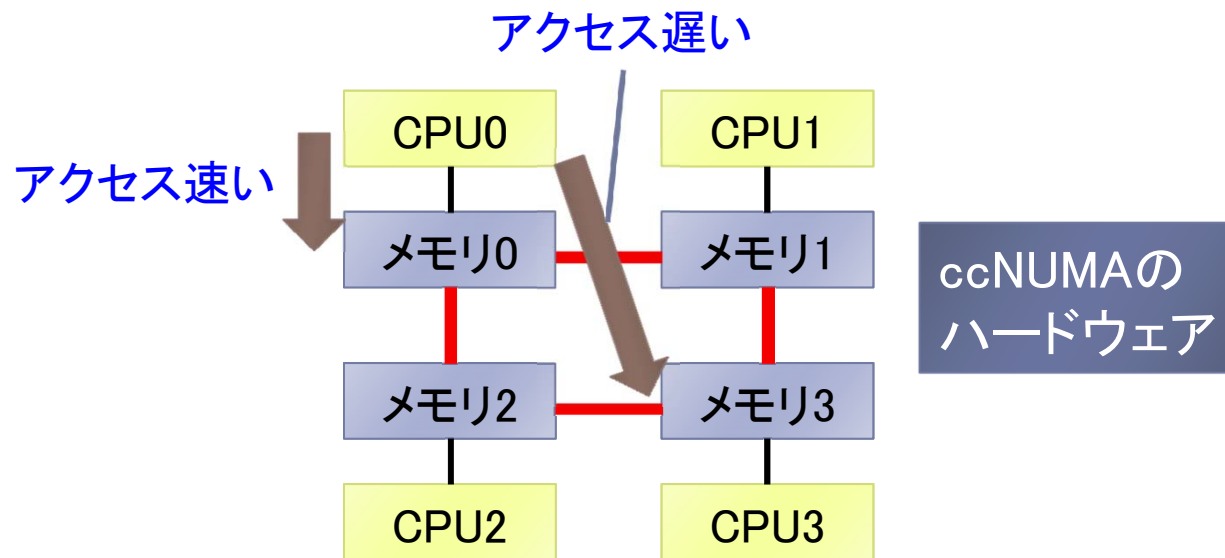 アクセス遅い
CPU0
CPU1
アクセス速い
メモリ0
メモリ1
ccNUMAの
ハードウェア
メモリ2
メモリ3
CPU2
CPU3